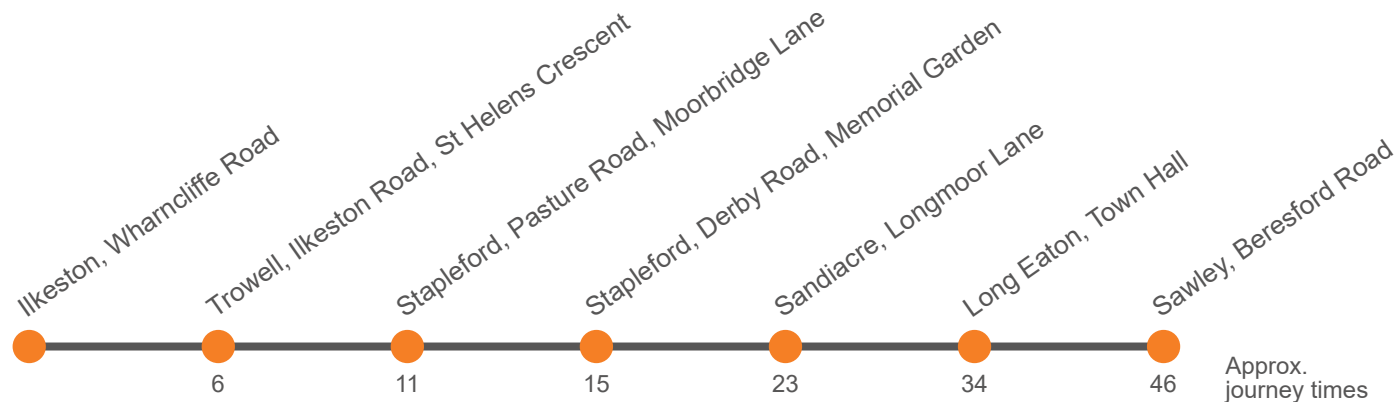 Ilkeston, Wharncliffe Road
Trowell, Ilkeston Road, St Helens Crescent
Stapleford, Pasture Road, Moorbridge Lane
Stapleford, Derby Road, Memorial Garden
Sandiacre, Longmoor Lane
Long Eaton, Town Hall
Sawley, Beresford Road
6
11
15
23
34
46
Approx.
journey times